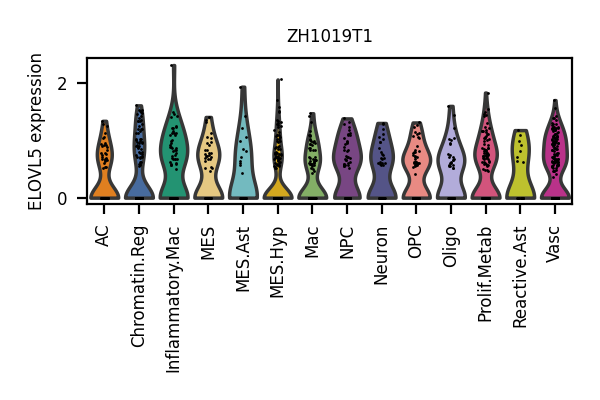 ZH1019T1
ELOVL5 expression
2
0
AC
Chromatin.Reg
Inflammatory.Mac
MES
MES.Ast
MES.Hyp
Mac
NPC
Neuron
OPC
Oligo
Prolif.Metab
Reactive.Ast
Vasc